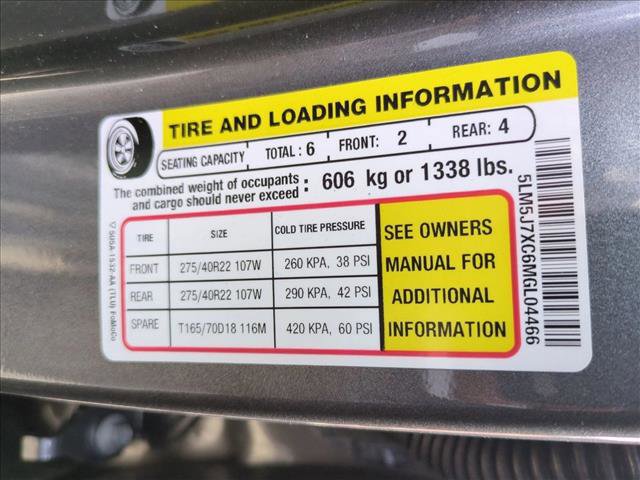 TIRE AND LOADING INFORMATION
SEATING CAPACITY TOTAL : 6 FRONT: 2 REAR: 4
The combined weight of occupants and cargo should never exceed : 606 kg or 1338 lbs.
TIRE SIZE COLD TIRE PRESSURE
FRONT 275/40R22 107W 260 KPA, 38 PSI
REAR 275/40R22 107W 290 KPA, 42 PSI
SPARE T165/70D18 116M 420 KPA, 60 PSI
SEE OWNERS
MANUAL FOR
ADDITIONAL
INFORMATION
5LM5J7XC6MGL04466